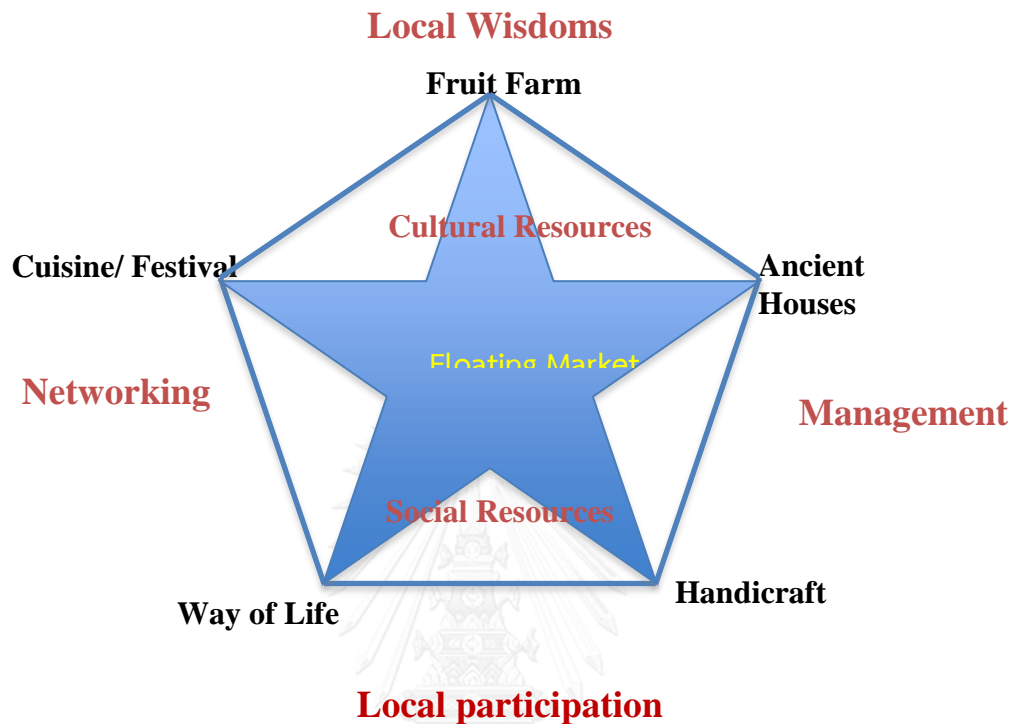 Local Wisdoms
Fruit Farm
Cultural Resources
Cuisine/ Festival
Ancient
Houses
Floating Market
Networking
Management
Social Resources
Way of Life
Handicraft
Local participation